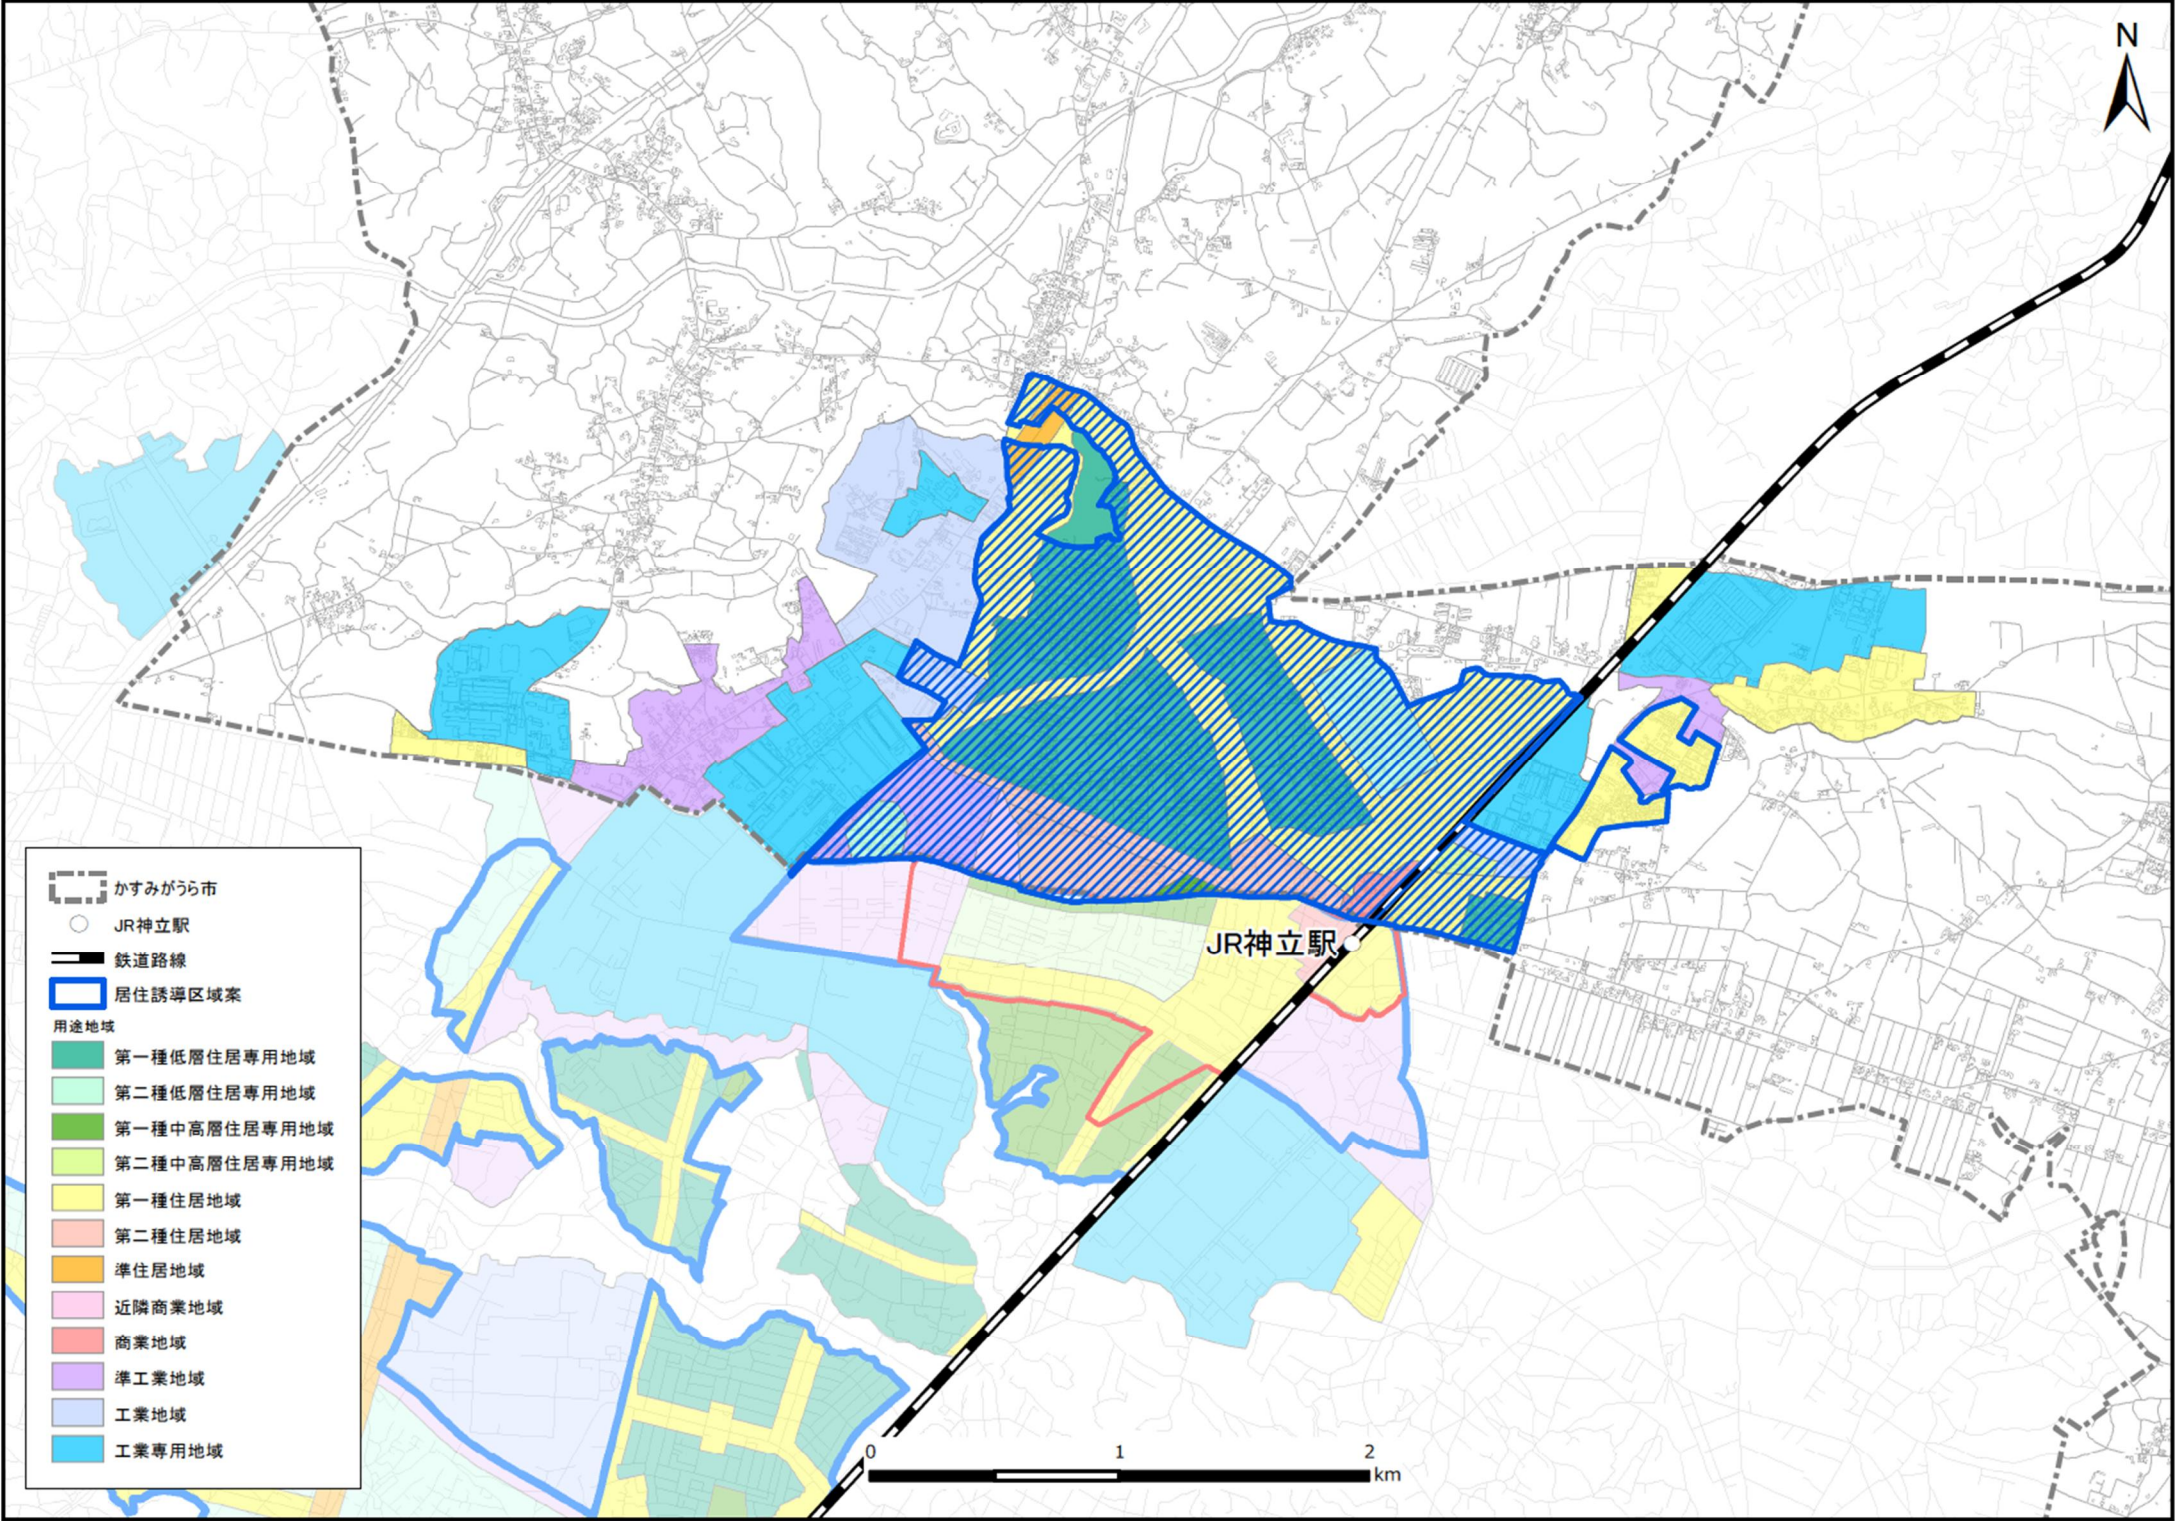 N
JR神立駅
かすみがうら市
JR神立駅
鉄道路線
居住誘導区域案
用途地域
第一種低層住居専用地域
第二種低層住居専用地域
第一種中高層住居専用地域
第二種中高層住居専用地域
第一種住居地域
第二種住居地域
準住居地域
近隣商業地域
商業地域
準工業地域
工業地域
工業専用地域
0 1 2
km